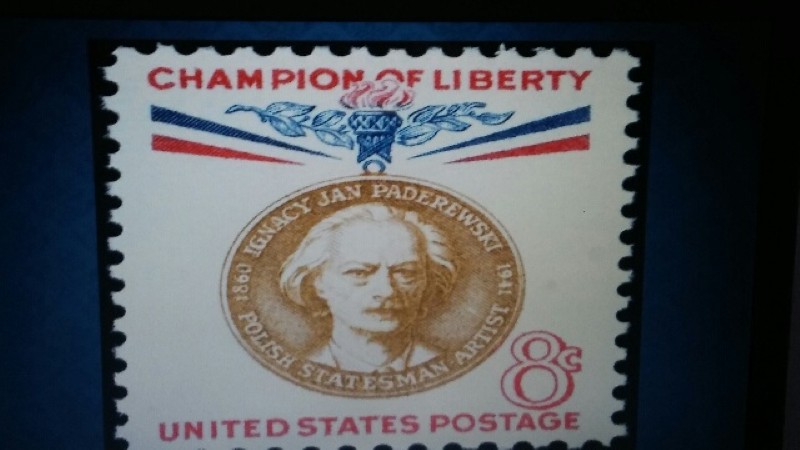 CHAMPION OF LIBERTY
IGNACY JAN PADEREWSKI
1860
1941
POLISH STATESMAN ARTIST
8c
UNITED STATES POSTAGE